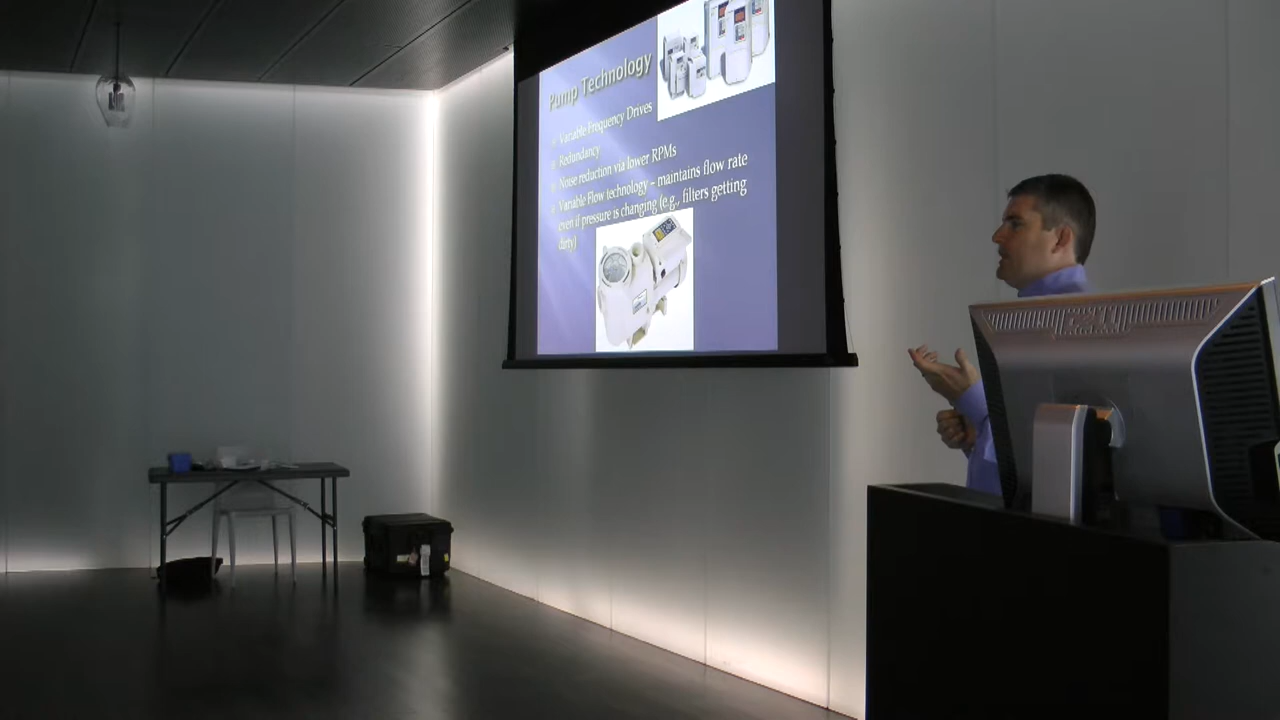 Pump Technology
Variable Frequency Drives
Redundancy
Noise reduction via lower RPMs
Variable Flow technology – maintains flow rate
even if pressure is changing (e.g., filters getting
dirty)